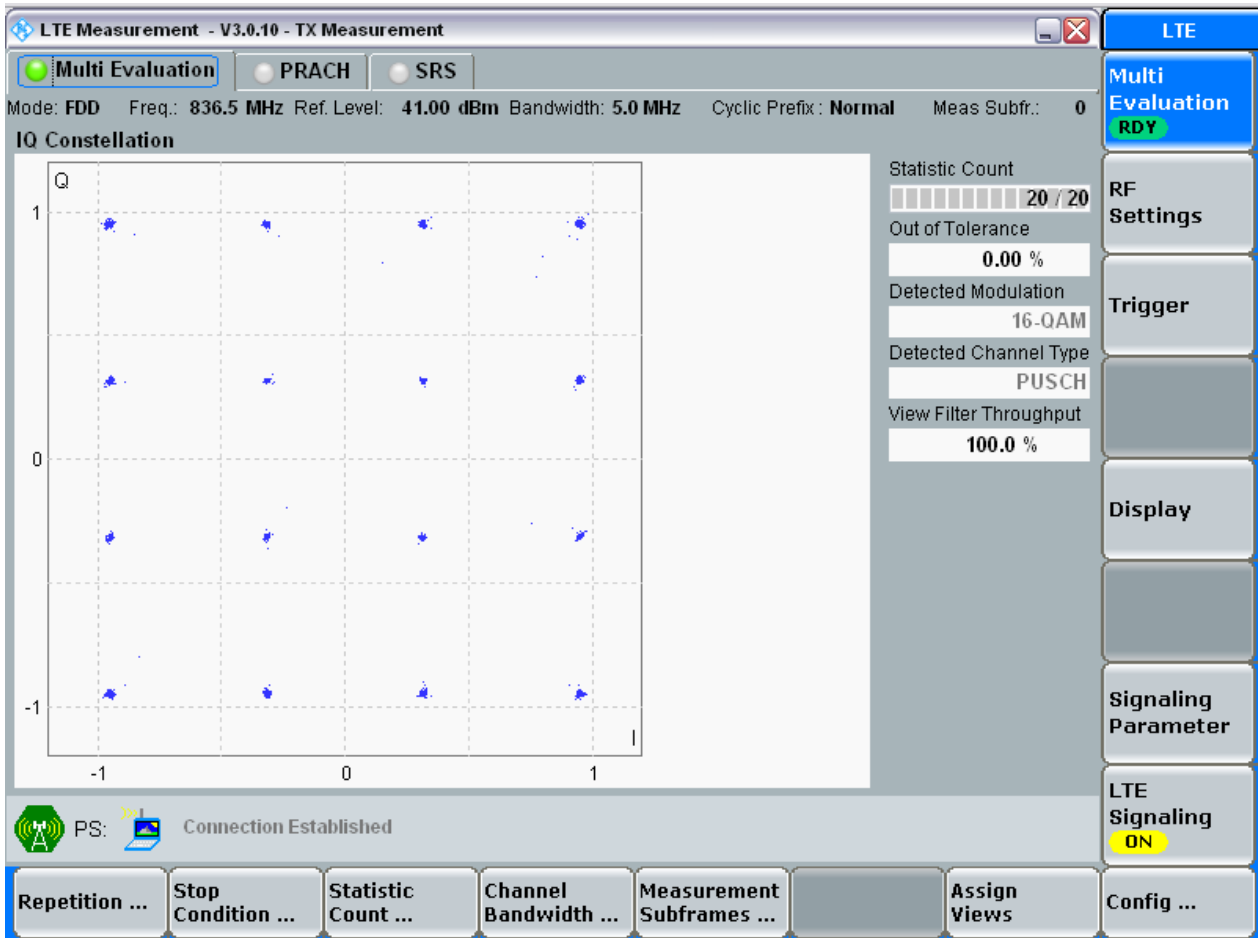 LTE Measurement - V3.0.10 - TX Measurement
LTE
Multi Evaluation PRACH SRS
Mode: FDD Freq.: 836.5 MHz Ref. Level: 41.00 dBm Bandwidth: 5.0 MHz Cyclic Prefix : Normal Meas Subfr.: 0
IQ Constellation
Q
1
0
-1
I
-1 0 1
Statistic Count
20 / 20
Out of Tolerance
0.00 %
Detected Modulation
16-QAM
Detected Channel Type
PUSCH
View Filter Throughput
100.0 %
Multi
Evaluation
RDY
RF
Settings
Trigger
Display
Signaling
Parameter
LTE
Signaling
ON
PS: Connection Established
Repetition ...
Stop
Condition ...
Statistic
Count ...
Channel
Bandwidth ...
Measurement
Subframes ...
Assign
Views
Config ...